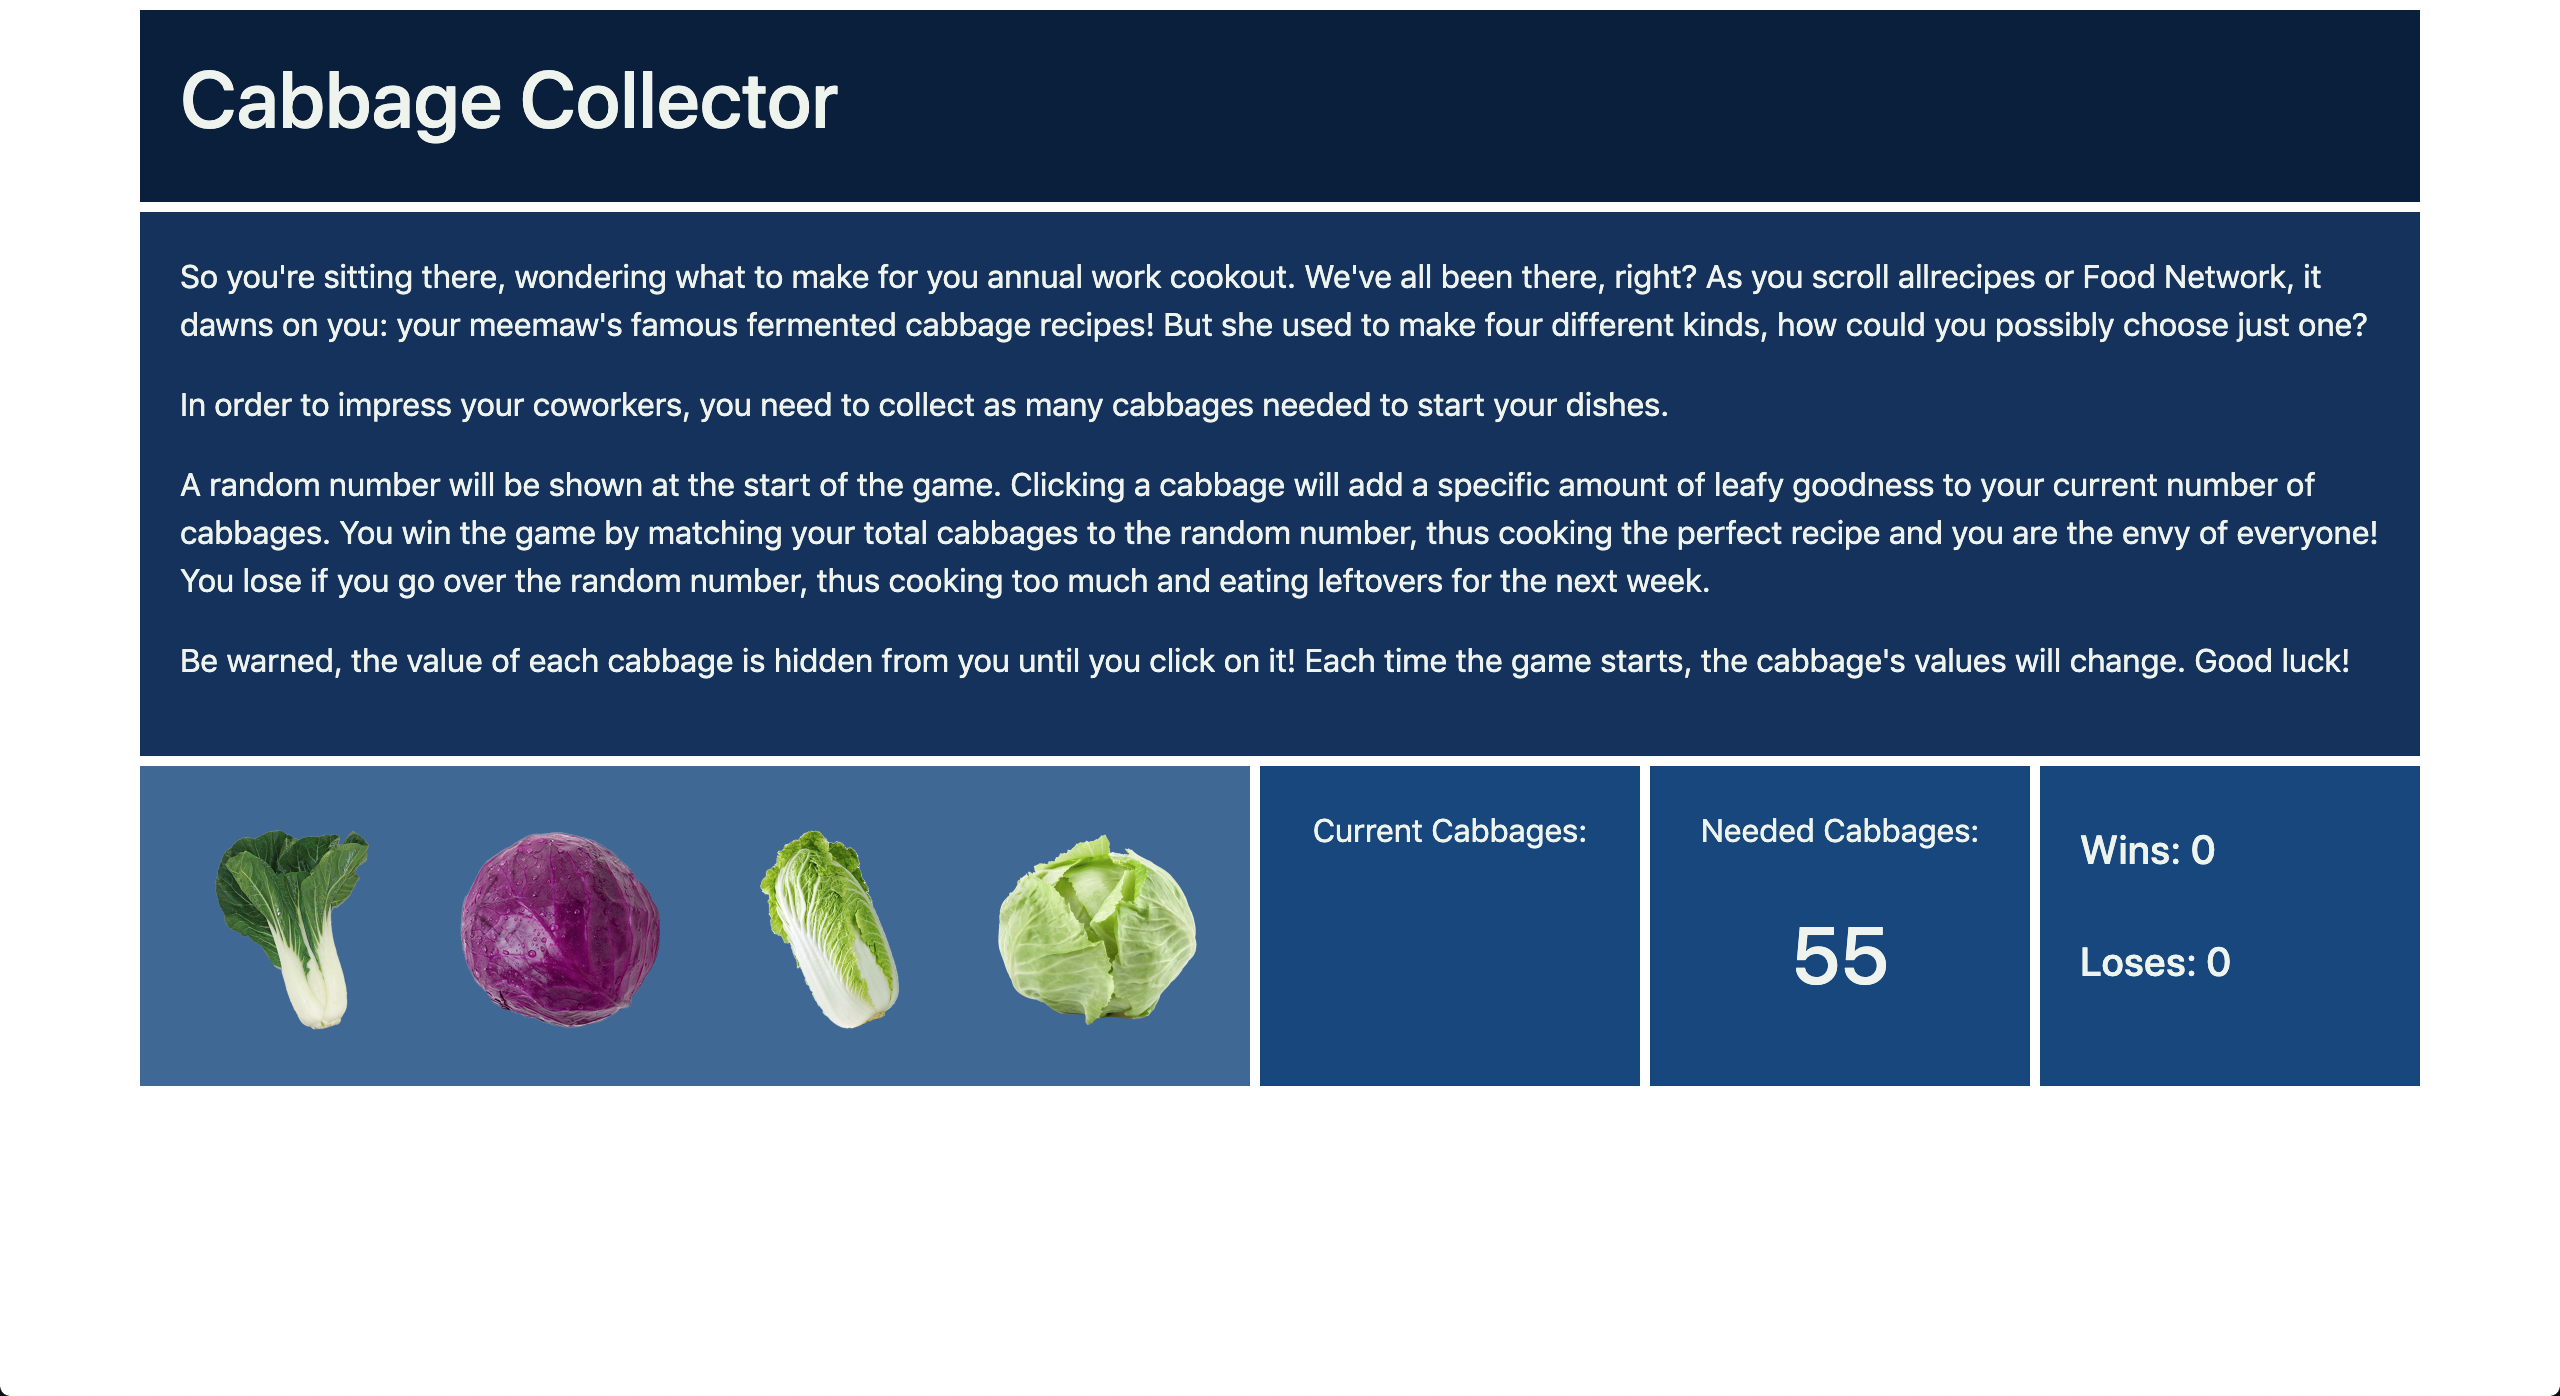 Cabbage Collector
So you're sitting there, wondering what to make for you annual work cookout. We've all been there, right? As you scroll allrecipes or Food Network, it
dawns on you: your meemaw's famous fermented cabbage recipes! But she used to make four different kinds, how could you possibly choose just one?
In order to impress your coworkers, you need to collect as many cabbages needed to start your dishes.
A random number will be shown at the start of the game. Clicking a cabbage will add a specific amount of leafy goodness to your current number of
cabbages. You win the game by matching your total cabbages to the random number, thus cooking the perfect recipe and you are the envy of everyone!
You lose if you go over the random number, thus cooking too much and eating leftovers for the next week.
Be warned, the value of each cabbage is hidden from you until you click on it! Each time the game starts, the cabbage's values will change. Good luck!
Current Cabbages:
Needed Cabbages:
55
Wins: 0
Loses: 0